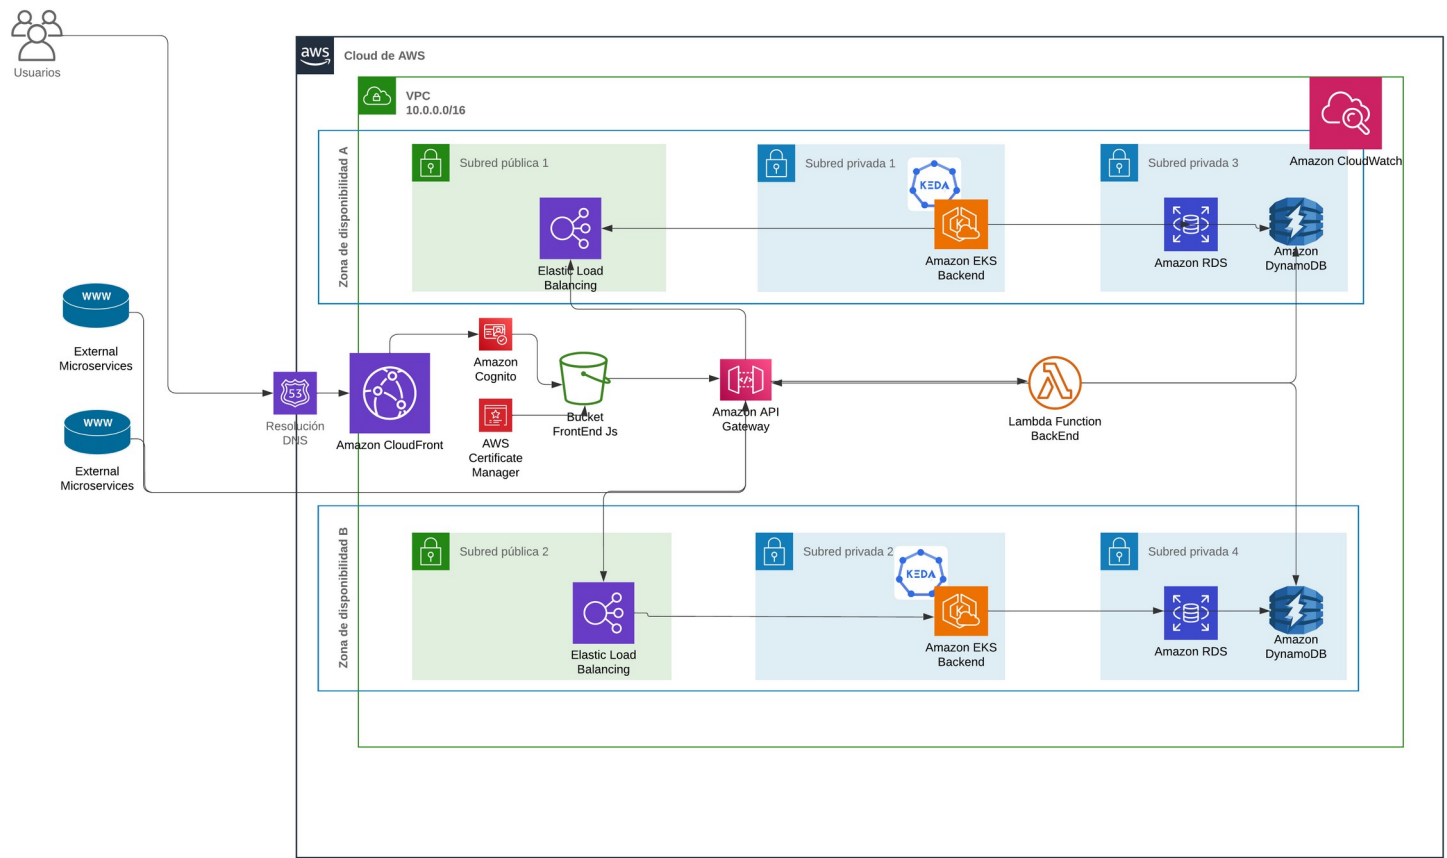 Usuarios
aws
Cloud de AWS
VPC
10.0.0.0/16
Amazon CloudWatch
Zona de disponibilidad A
Subred pública 1
Elastic Load
Balancing
Subred privada 1
KEDA
Amazon EKS
Backend
Subred privada 3
Amazon RDS
Amazon
DynamoDB
WWW
External
Microservices
WWW
External
Microservices
53
Resolución
DNS
Amazon CloudFront
Amazon
Cognito
AWS
Certificate
Manager
Bucket
FrontEnd Js
Amazon API
Gateway
Lambda Function
BackEnd
Zona de disponibilidad B
Subred pública 2
Elastic Load
Balancing
Subred privada 2
KEDA
Amazon EKS
Backend
Subred privada 4
Amazon RDS
Amazon
DynamoDB